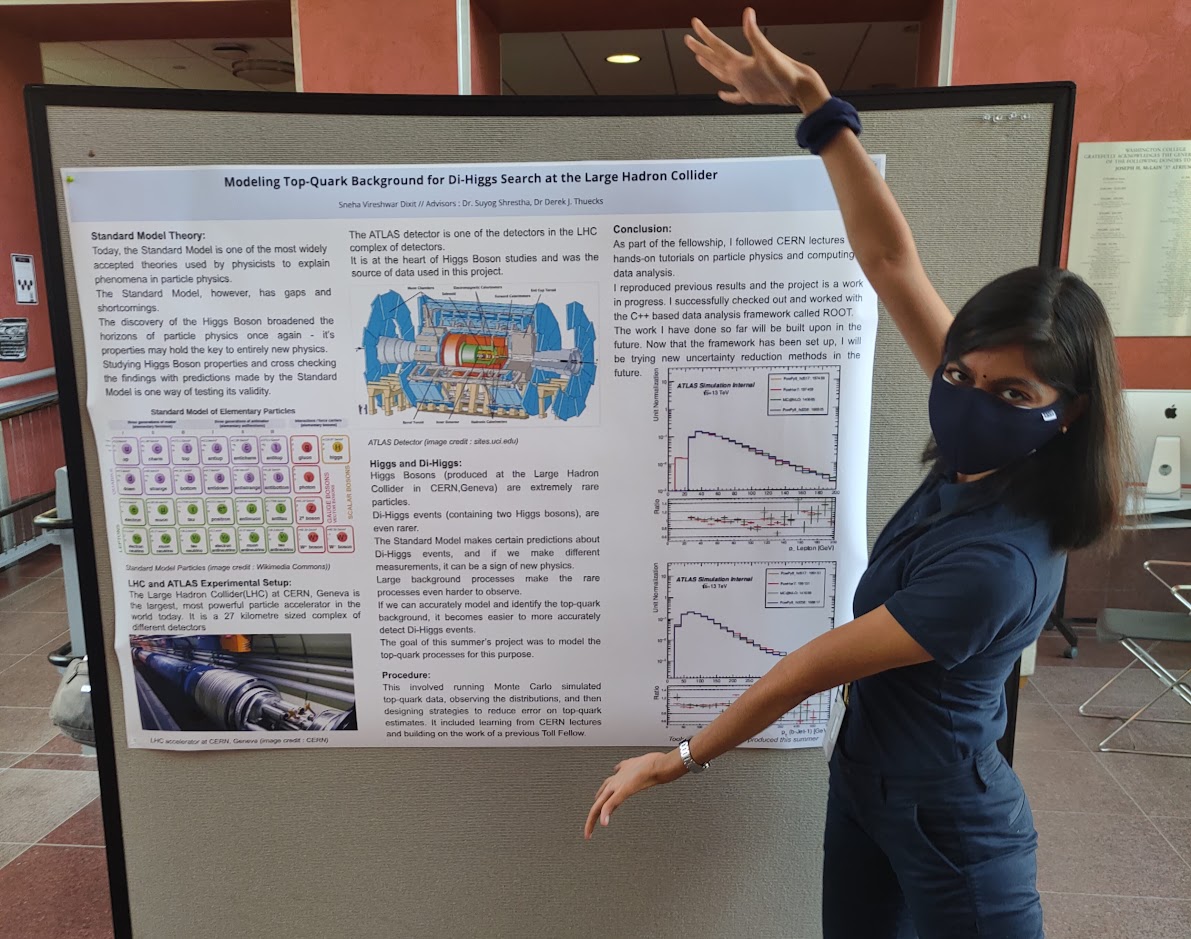 Modeling Top-Quark Background for Di-Higgs Search at the Large Hadron Collider
Sneha Vireshwar Dixit // Advisors : Dr. Suyog Shrestha, Dr Derek J. Thuecks
Standard Model Theory:
Today, the Standard Model is one of the most widely
accepted theories used by physicists to explain
phenomena in particle physics.
The Standard Model, however, has gaps and
shortcomings.
The discovery of the Higgs Boson broadened the
horizons of particle physics once again - it's
properties may hold the key to entirely new physics.
Studying Higgs Boson properties and cross checking
the findings with predictions made by the Standard
Model is one way of testing its validity.
Standard Model of Elementary Particles
Standard Model Particles (image credit : Wikimedia Commons))
LHC and ATLAS Experimental Setup:
The Large Hadron Collider(LHC) at CERN, Geneva is
the largest, most powerful particle accelerator in the
world today. It is a 27 kilometre sized complex of
different detectors
LHC accelerator at CERN, Geneva (image credit : CERN)
The ATLAS detector is one of the detectors in the LHC
complex of detectors.
It is at the heart of Higgs Boson studies and was the
source of data used in this project.
ATLAS Detector (image credit : sites.uci.edu)
Higgs and Di-Higgs:
Higgs Bosons (produced at the Large Hadron
Collider in CERN,Geneva) are extremely rare
particles.
Di-Higgs events (containing two Higgs bosons), are
even rarer.
The Standard Model makes certain predictions about
Di-Higgs events, and if we make different
measurements, it can be a sign of new physics.
Large background processes make the rare
processes even harder to observe.
If we can accurately model and identify the top-quark
background, it becomes easier to more accurately
detect Di-Higgs events.
The goal of this summer's project was to model the
top-quark processes for this purpose.
Procedure:
This involved running Monte Carlo simulated
top-quark data, observing the distributions, and then
designing strategies to reduce error on top-quark
estimates. It included learning from CERN lectures
and building on the work of a previous Toll Fellow.
Conclusion:
As part of the fellowship, I followed CERN lectures
hands-on tutorials on particle physics and computing
data analysis.
I reproduced previous results and the project is a work
in progress. I successfully checked out and worked with
the C++ based data analysis framework called ROOT.
The work I have done so far will be built upon in the
future. Now that the framework has been set up, I will
be trying new uncertainty reduction methods in the
future.
ATLAS Simulation Internal
Unit Normalization
Ratio
Lepton [GeV]
ATLAS Simulation Internal
Unit Normalization
Ratio
produced this summer
WASHINGTON COLLEGE